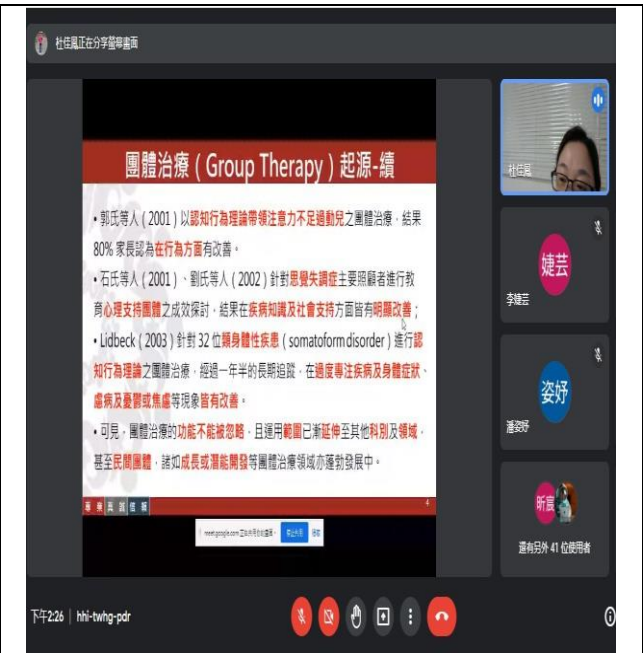 杜佳鳳正在分享螢幕畫面
團體治療 ( Group Therapy ) 起源-續
• 郭氏等人 ( 2001 ) 以認知行為理論帶領注意力不足過動兒之團體治療，結果
80% 家長認為在行為方面有改善。
• 石氏等人 ( 2001 ) 、劉氏等人 ( 2002 ) 針對思覺失調症主要照顧者進行教
育心理支持團體之成效探討，結果在疾病知識及社會支持方面皆有明顯改善；
• Lidbeck ( 2003 ) 針對 32 位類身體性疾患 ( somatoform disorder ) 進行認
知行為理論之團體治療，經過一年半的長期追蹤，在過度專注疾病及身體症狀、
慮病及憂鬱或焦慮等現象皆有改善。
• 可見，團體治療的功能不能被忽略，且運用範圍已漸延伸至其他科別及領域，
甚至民間團體，諸如成長或潛能開發等團體治療領域亦蓬勃發展中。
4
杜佳鳳
婕芸
李婕芸
姿妤
潘姿妤
昕宸
還有另外 41 位使用者
下午2:26 | hhi-twhg-pdr